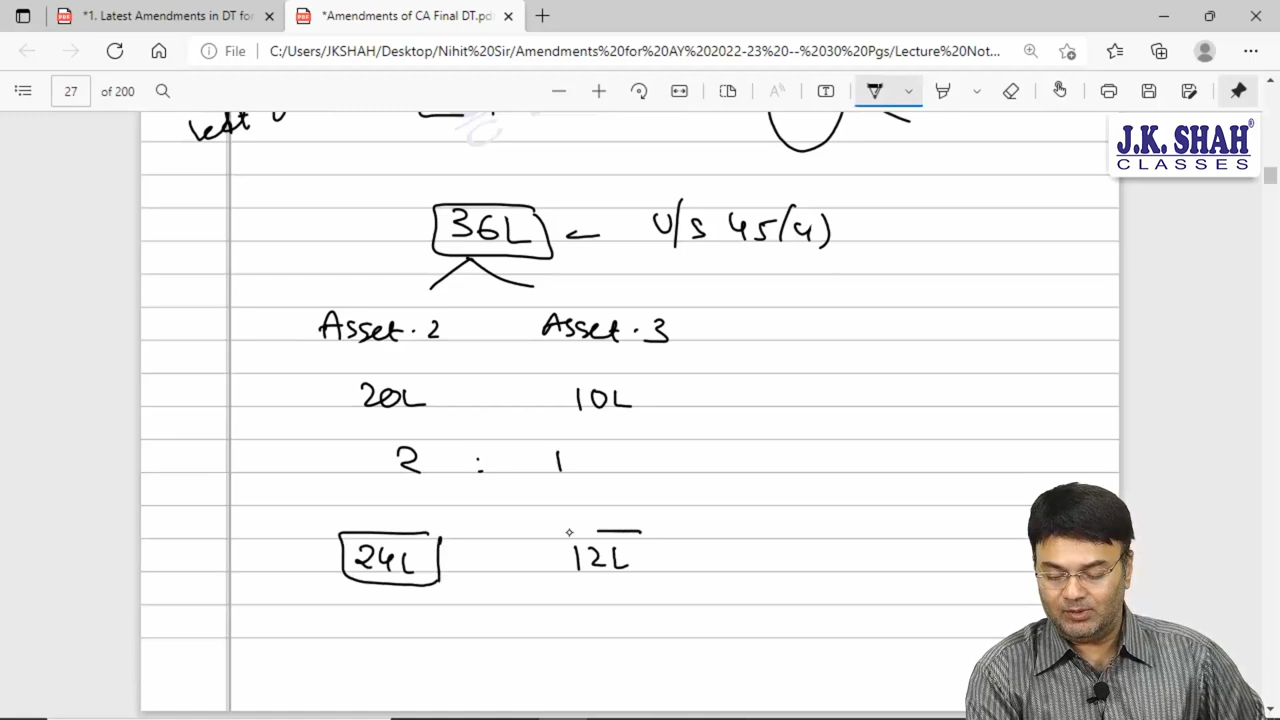 *1. Latest Amendments in DT for
*Amendments of CA Final DT.pd
File
C:/Users/JKSHAH/Desktop/Nihit%20Sir/Amendments%20for%20AY%202022-23%20--%2030%20Pgs/Lecture%20Not...
27 of 200
J.K. SHAH®
CLASSES
36L ← U/S 45(4)
Asset. 2 Asset. 3
20L 10L
2 : 1
24L 12L